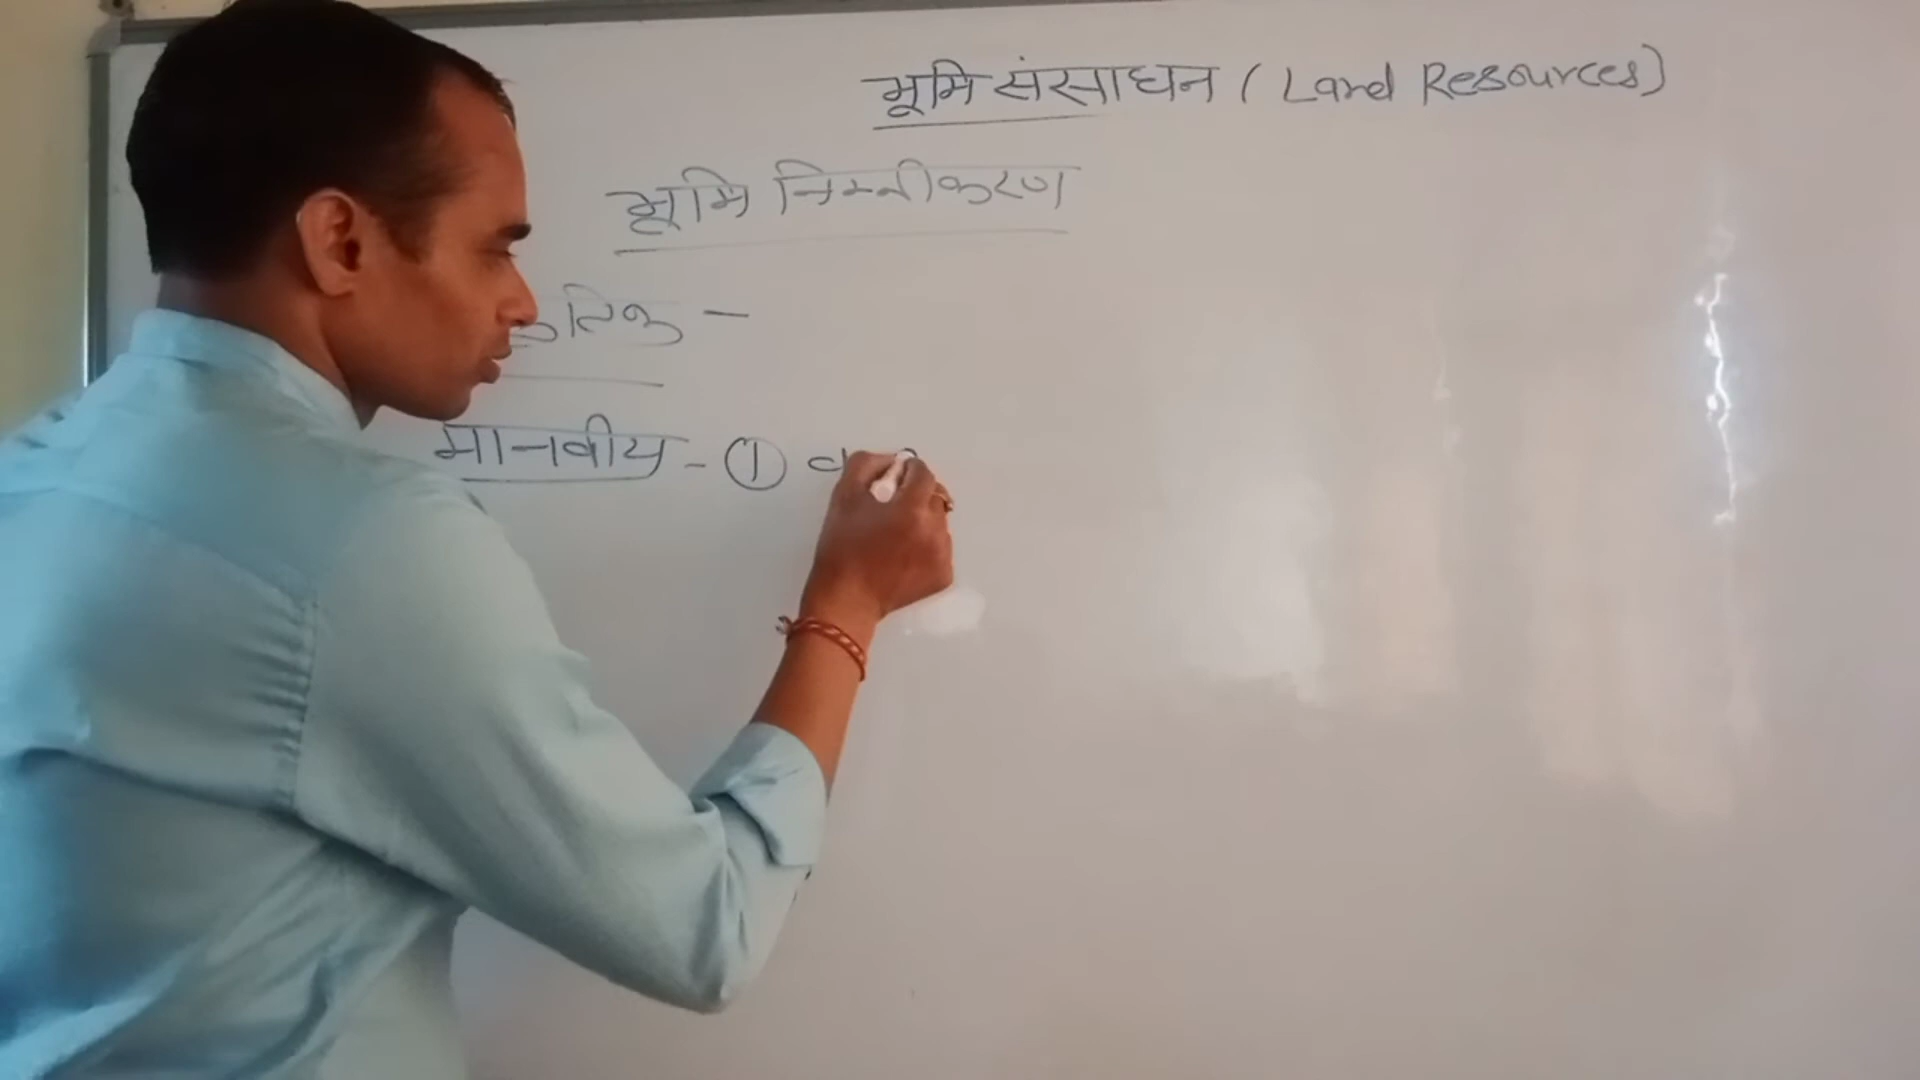 भूमि संसाधन ( Land Resources)
भूमि निम्नीकरण
कृतिक -
मानवीय - ① व